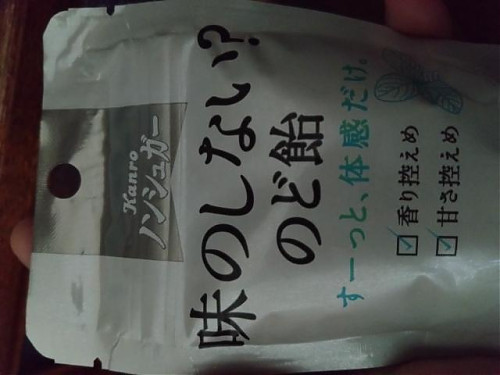 Kanro
ノンシュガー
味のしない?
のど飴
すーっと、体感だけ。
香り控えめ
甘さ控えめ